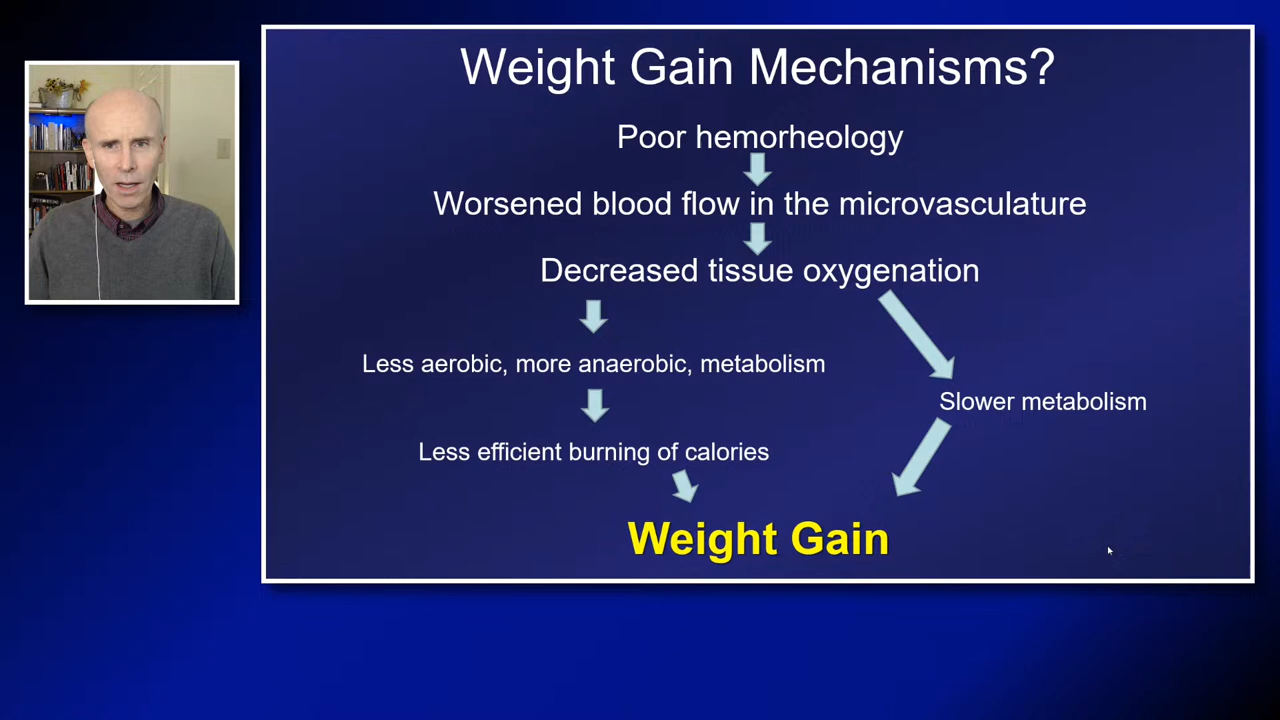 Weight Gain Mechanisms?
Poor hemorheology
Worsened blood flow in the microvasculature
Decreased tissue oxygenation
Less aerobic, more anaerobic, metabolism
Slower metabolism
Less efficient burning of calories
Weight Gain